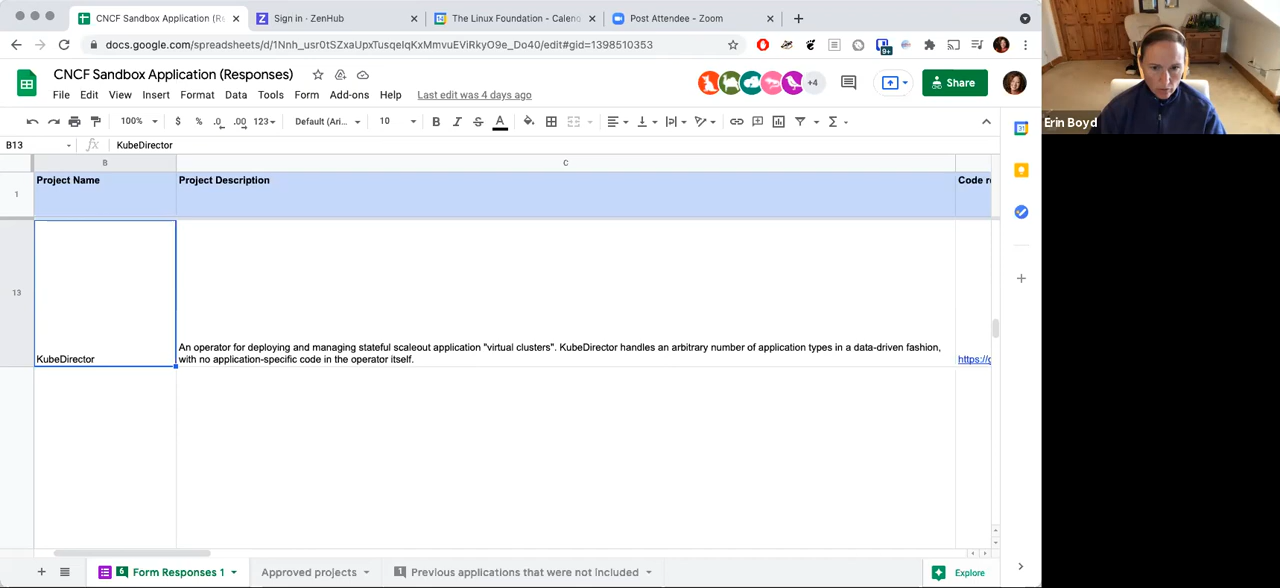 CNCF Sandbox Application (Re
Sign in · ZenHub
The Linux Foundation - Calend
Post Attendee - Zoom
docs.google.com/spreadsheets/d/1Nnh_usr0tSZxaUpxTusqeIqKxMmvuEViRkyO9e_Do40/edit#gid=1398510353
9+
CNCF Sandbox Application (Responses)
+4
Share
File Edit View Insert Format Data Tools Form Add-ons Help Last edit was 4 days ago
100% $ % .0 .00 123 Default (Ari... 10 B I S A Σ
B13 fx KubeDirector
B C
1 Project Name Project Description Code re
13 KubeDirector
An operator for deploying and managing stateful scaleout application "virtual clusters". KubeDirector handles an arbitrary number of application types in a data-driven fashion,
with no application-specific code in the operator itself.
https://g
6 Form Responses 1 Approved projects 1 Previous applications that were not included Explore
31
Erin Boyd